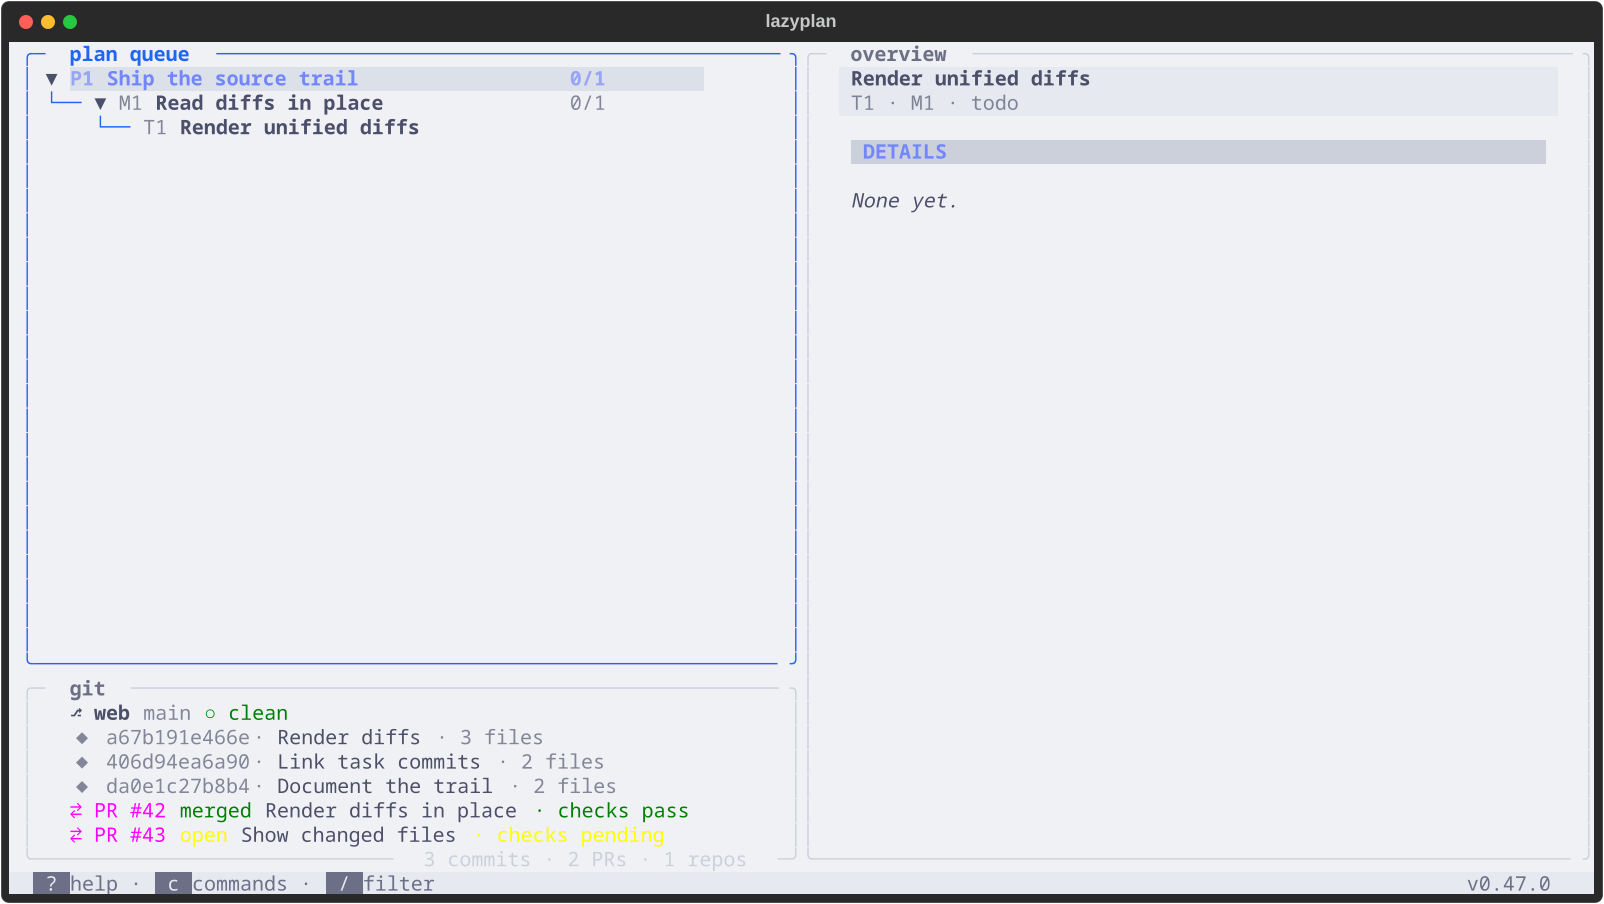 lazyplan
plan queue
▼ P1 Ship the source trail 0/1
▼ M1 Read diffs in place 0/1
T1 Render unified diffs
git
⎇ web main ○ clean
◆ a67b191e466e · Render diffs · 3 files
◆ 406d94ea6a90 · Link task commits · 2 files
◆ da0e1c27b8b4 · Document the trail · 2 files
⇄ PR #42 merged Render diffs in place · checks pass
⇄ PR #43 open Show changed files · checks pending
3 commits · 2 PRs · 1 repos
overview
Render unified diffs
T1 · M1 · todo
DETAILS
None yet.
? help · c commands · / filter
v0.47.0